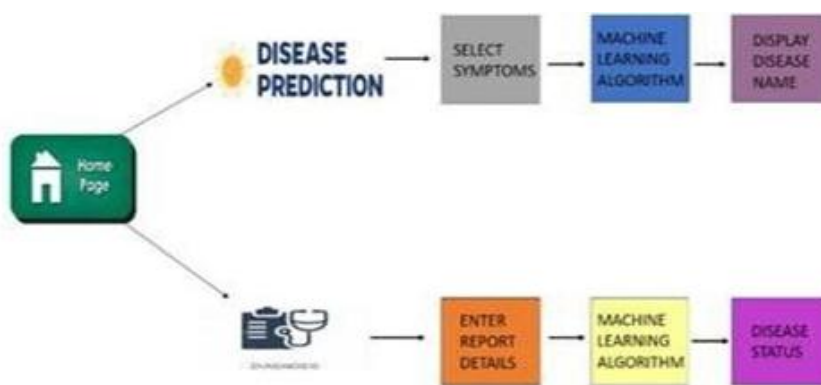 DISEASE
PREDICTION
SELECT
SYMPTOMS
MACHINE
LEARNING
ALGORITHM
DISPLAY
DISEASE
NAME
Home
Page
DIAGNOSIS
ENTER
REPORT
DETAILS
MACHINE
LEARNING
ALGORITHM
DISEASE
STATUS